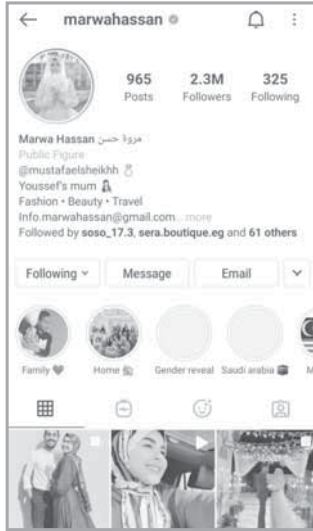 marwahassan
965 2.3M 325
Posts Followers Following
Marwa Hassan مروة حسن
Public Figure
@mustafaelsheikhh
Youssef's mum
Fashion • Beauty • Travel
Info.marwahassan@gmail.com... more
Followed by soso_17.3, sera.boutique.eg and 61 others
Following Message Email
Family Home Gender reveal Saudi arabia